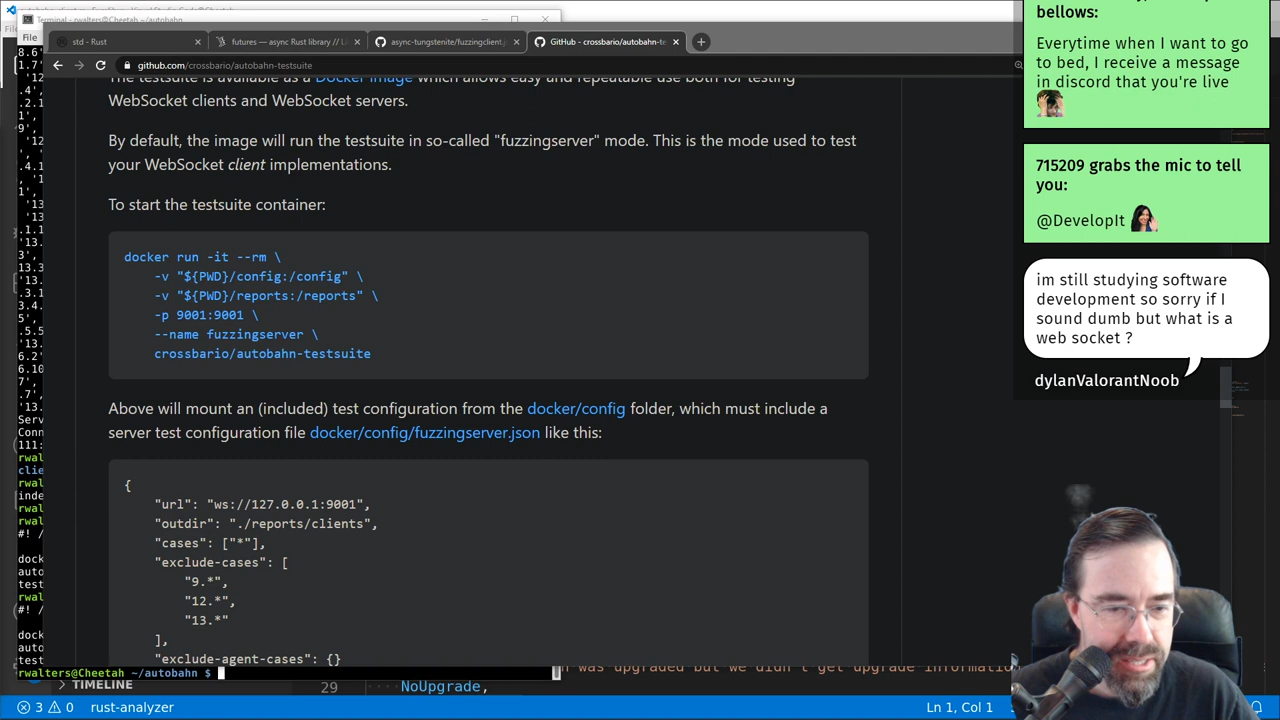 Terminal - rwalters@Cheetah: ~/autobahn
File
std - Rust
futures — async Rust library // L
async-tungstenite/fuzzingclient.
GitHub - crossbario/autobahn-te
github.com/crossbario/autobahn-testsuite
The testsuite is available as a Docker image which allows easy and repeatable use both for testing
WebSocket clients and WebSocket servers.
By default, the image will run the testsuite in so-called "fuzzingserver" mode. This is the mode used to test
your WebSocket client implementations.
To start the testsuite container:
docker run -it --rm \
-v "${PWD}/config:/config" \
-v "${PWD}/reports:/reports" \
-p 9001:9001 \
--name fuzzingserver \
crossbario/autobahn-testsuite
Above will mount an (included) test configuration from the docker/config folder, which must include a
server test configuration file docker/config/fuzzingserver.json like this:
{
"url": "ws://127.0.0.1:9001",
"outdir": "./reports/clients",
"cases": ["*"],
"exclude-cases": [
"9.*",
"12.*",
"13.*"
],
"exclude-agent-cases": {}
rwalters@Cheetah ~/autobahn $
TIMELINE
29
NoUpgrade,
3
0
rust-analyzer
Ln 1, Col 1
bellows:
Everytime when I want to
go to bed, I receive a message
in discord that you're live
715209 grabs the mic to tell
you:
@DevelopIt
im still studying software
development so sorry if I
sound dumb but what is a
web socket ?
dylanValorantNoob